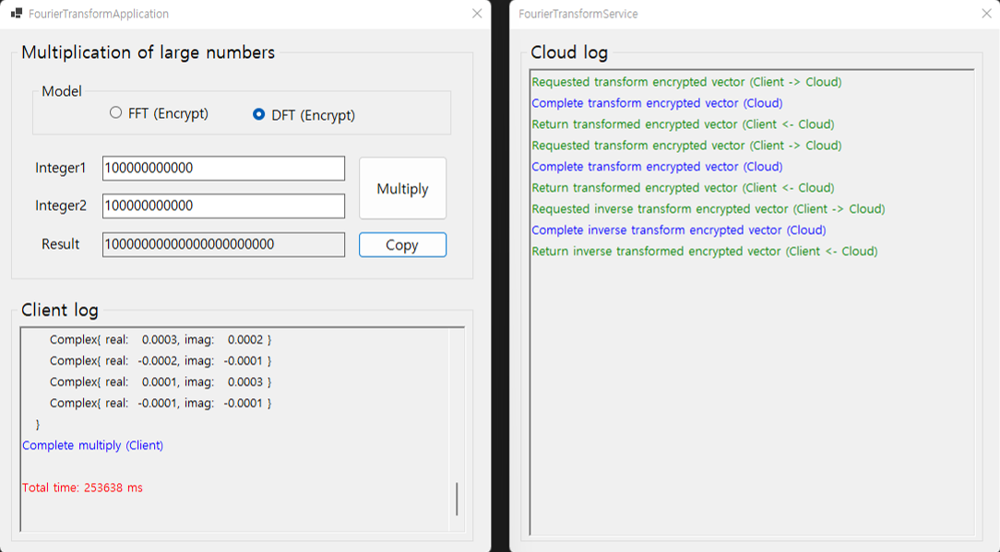 FourierTransformApplication
Multiplication of large numbers
Model
FFT (Encrypt)
DFT (Encrypt)
Integer1
100000000000
Integer2
100000000000
Multiply
Result
10000000000000000000000
Copy
Client log
Complex{ real: 0.0003, imag: 0.0002 }
Complex{ real: -0.0002, imag: -0.0001 }
Complex{ real: 0.0001, imag: 0.0003 }
Complex{ real: -0.0001, imag: -0.0001 }
}
Complete multiply (Client)
Total time: 253638 ms
FourierTransformService
Cloud log
Requested transform encrypted vector (Client -> Cloud)
Complete transform encrypted vector (Cloud)
Return transformed encrypted vector (Client <- Cloud)
Requested transform encrypted vector (Client -> Cloud)
Complete transform encrypted vector (Cloud)
Return transformed encrypted vector (Client <- Cloud)
Requested inverse transform encrypted vector (Client -> Cloud)
Complete inverse transform encrypted vector (Cloud)
Return inverse transformed encrypted vector (Client <- Cloud)